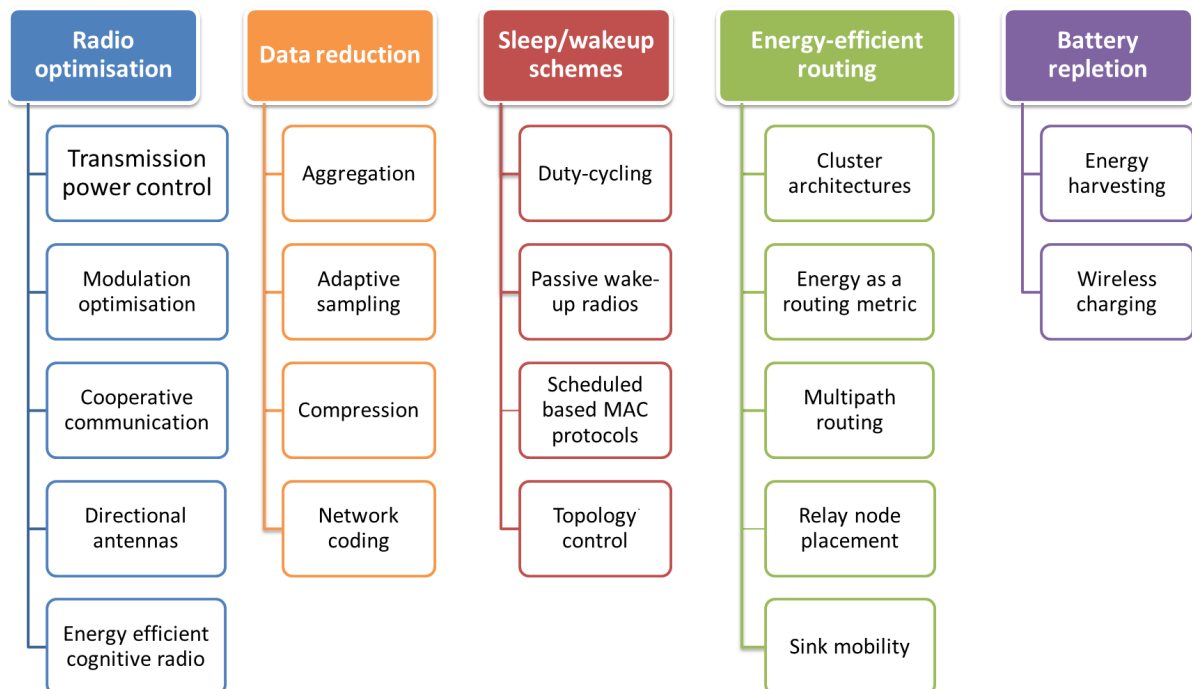 Radio
optimisation
Transmission
power control
Modulation
optimisation
Cooperative
communication
Directional
antennas
Energy efficient
cognitive radio
Data reduction
Aggregation
Adaptive
sampling
Compression
Network
coding
Sleep/wakeup
schemes
Duty-cycling
Passive wake-
up radios
Scheduled
based MAC
protocols
Topology
control
Energy-efficient
routing
Cluster
architectures
Energy as a
routing metric
Multipath
routing
Relay node
placement
Sink mobility
Battery
repletion
Energy
harvesting
Wireless
charging